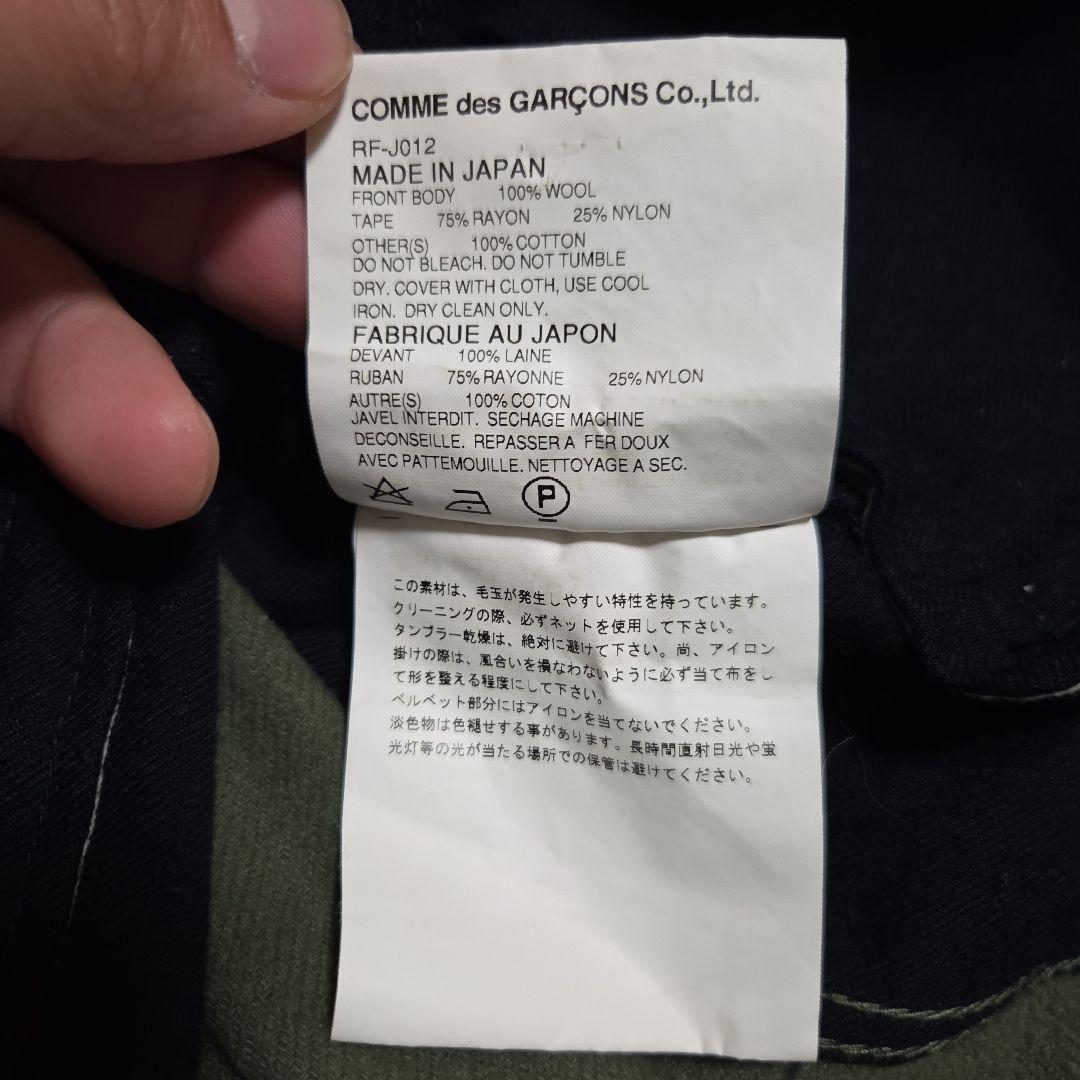 COMME des GARÇONS Co.,Ltd.
RF-J012
MADE IN JAPAN
FRONT BODY 100% WOOL
TAPE 75% RAYON 25% NYLON
OTHER(S) 100% COTTON
DO NOT BLEACH. DO NOT TUMBLE
DRY. COVER WITH CLOTH, USE COOL
IRON. DRY CLEAN ONLY.
FABRIQUE AU JAPON
DEVANT 100% LAINE
RUBAN 75% RAYONNE 25% NYLON
AUTRE(S) 100% COTON
JAVEL INTERDIT. SECHAGE MACHINE
DECONSEILLE. REPASSER A FER DOUX
AVEC PATTEMOUILLE. NETTOYAGE A SEC.
P
この素材は、毛玉が発生しやすい特性を持っています。
クリーニングの際、必ずネットを使用して下さい。
タンブラー乾燥は、絶対に避けて下さい。尚、アイロン
掛けの際は、風合いを損なわないように必ず当て布をし
て形を整える程度にして下さい。
ベルベット部分にはアイロンを当てないでください。
淡色物は色褪せする事があります。長時間直射日光や蛍
光灯等の光が当たる場所での保管は避けてください。